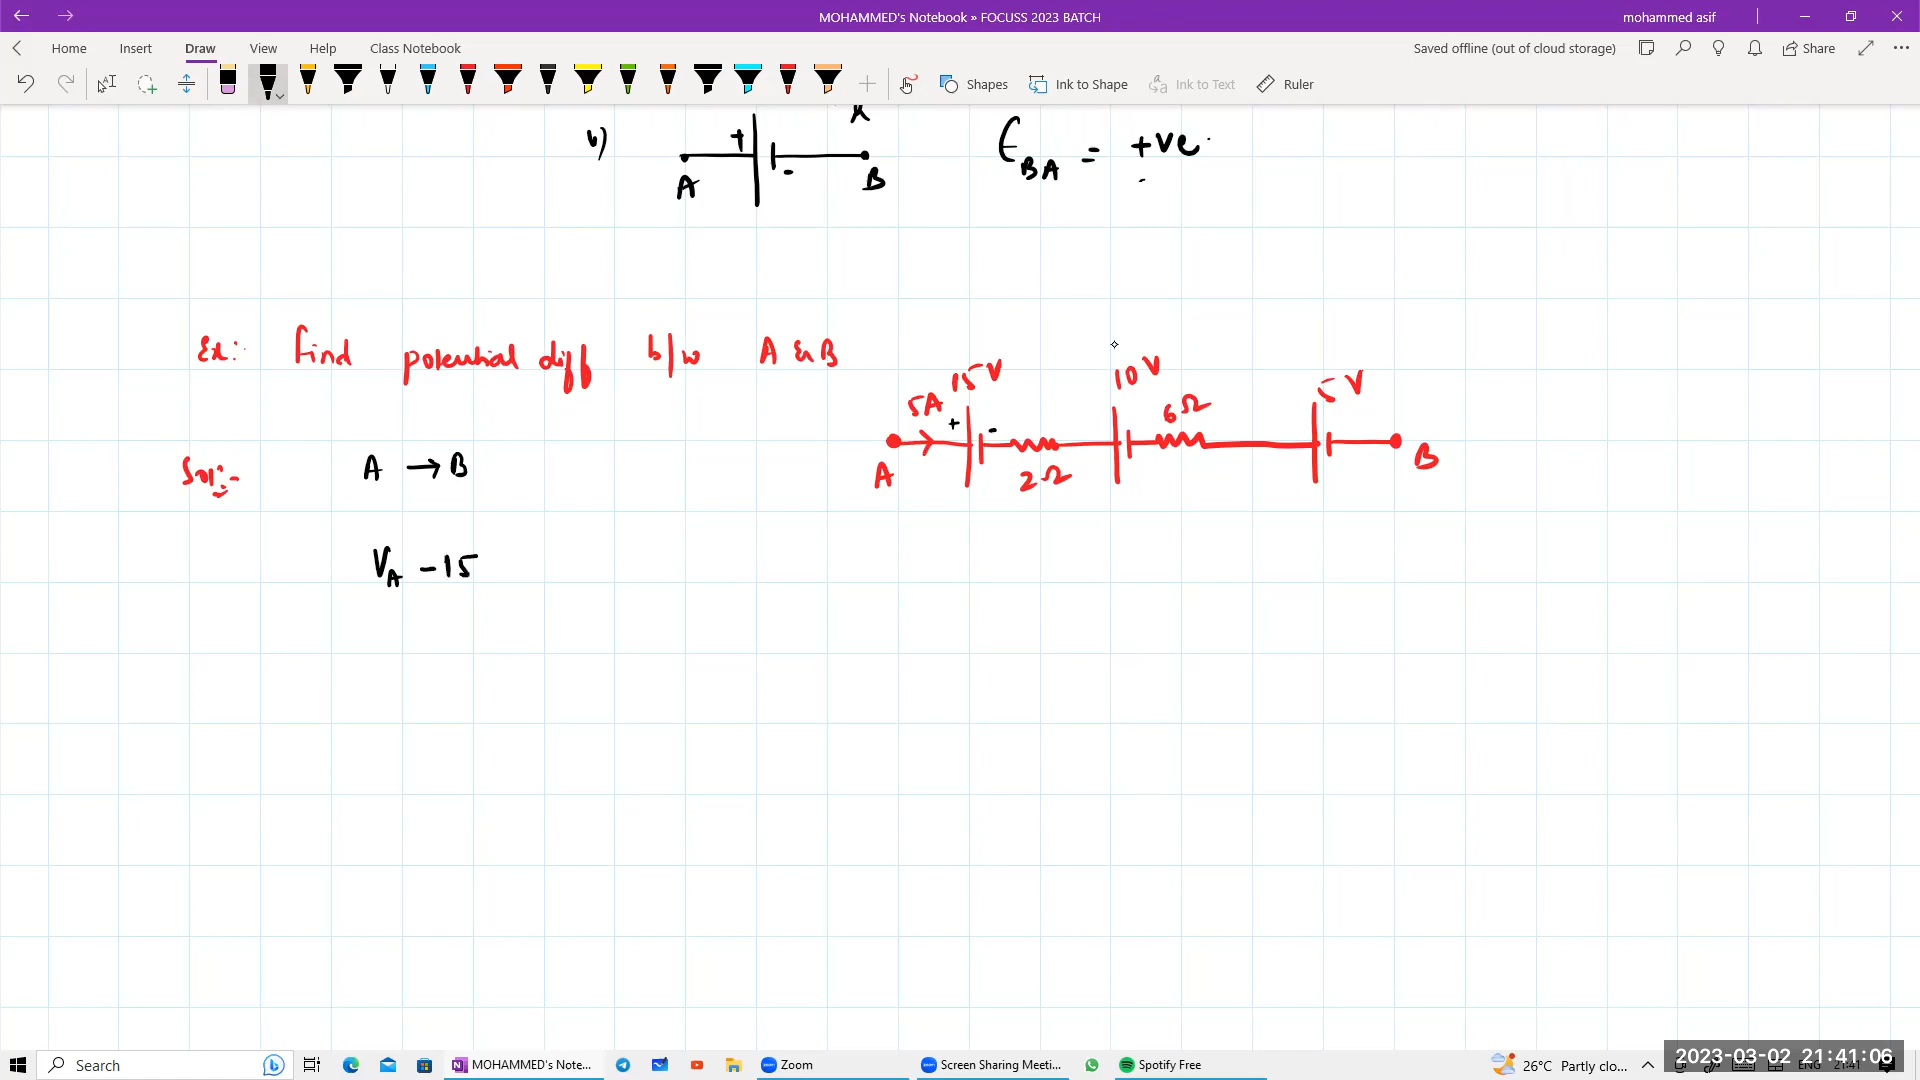 MOHAMMED's Notebook » FOCUSS 2023 BATCH
mohammed asif
Home Insert Draw View Help Class Notebook
Saved offline (out of cloud storage)
Share
Shapes Ink to Shape Ink to Text Ruler
b) + - A B
E BA = +ve
Ex:- Find potential diff b/w A & B
5A 15V 10V 6Ω 5V
+ -
A 2Ω B
Sol:- A → B
VA - 15
2023-03-02 21:41:06
Search
MOHAMMED's Note...
Zoom
Screen Sharing Meeti...
Spotify Free
26°C Partly clo...
ENG 21:41